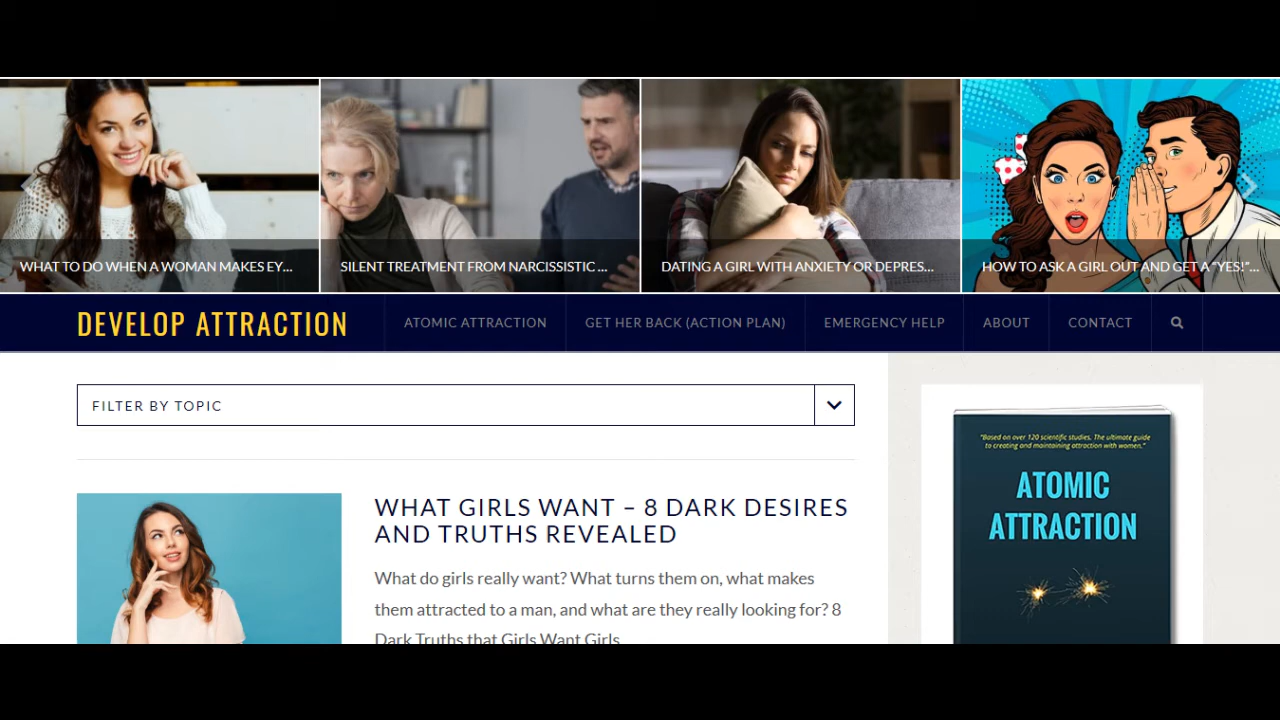 WHAT TO DO WHEN A WOMAN MAKES EY...
SILENT TREATMENT FROM NARCISSISTIC ...
DATING A GIRL WITH ANXIETY OR DEPRES...
HOW TO ASK A GIRL OUT AND GET A "YES!"...
DEVELOP ATTRACTION
ATOMIC ATTRACTION
GET HER BACK (ACTION PLAN)
EMERGENCY HELP
ABOUT
CONTACT
FILTER BY TOPIC
WHAT GIRLS WANT – 8 DARK DESIRES
AND TRUTHS REVEALED
What do girls really want? What turns them on, what makes
them attracted to a man, and what are they really looking for? 8
Dark Truths that Girls Want Girls
"Based on over 120 scientific studies. The ultimate guide
to creating and maintaining attraction with women."
ATOMIC
ATTRACTION